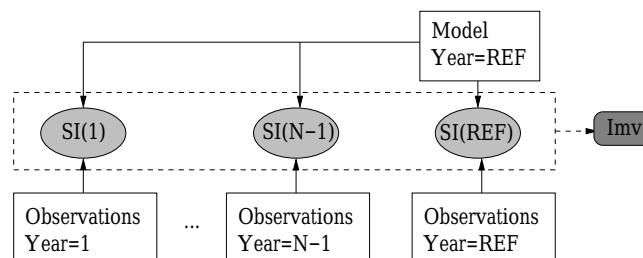 Model
Year=REF
SI(1)
SI(N−1)
SI(REF)
Imv
Observations
Year=1
...
Observations
Year=N−1
Observations
Year=REF